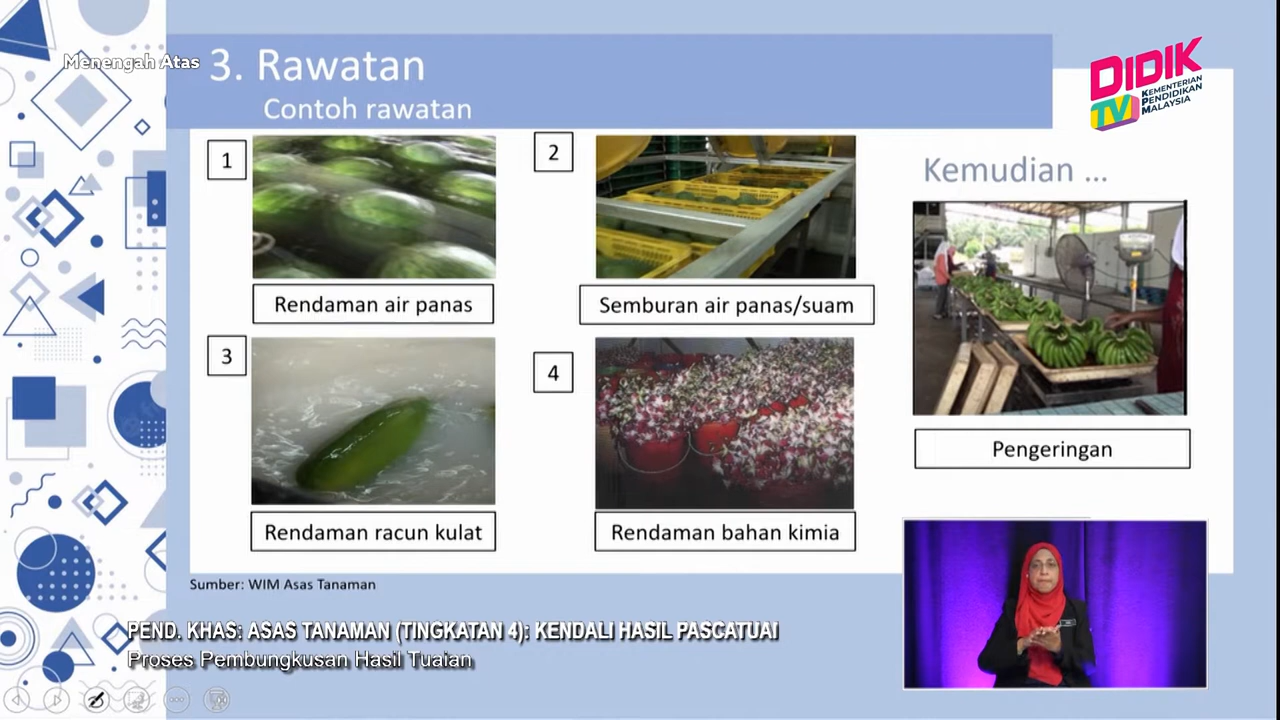 Menengah Atas
3. Rawatan
Contoh rawatan
DIDIK
TV
KEMENTERIAN
PENDIDIKAN
MALAYSIA
1
2
Kemudian ...
Rendaman air panas
Semburan air panas/suam
3
4
Pengeringan
Rendaman racun kulat
Rendaman bahan kimia
Sumber: WIM Asas Tanaman
PEND. KHAS: ASAS TANAMAN (TINGKATAN 4): KENDALI HASIL PASCATUAI
Proses Pembungkusan Hasil Tuaian